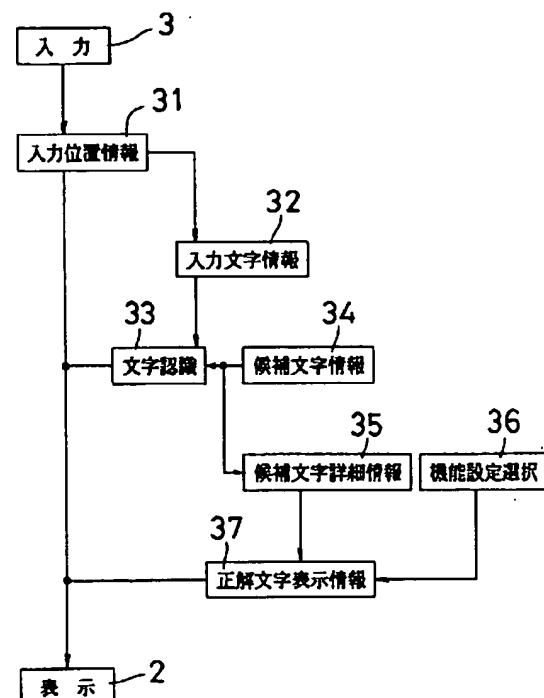 3
入力
31
入力位置情報
32
入力文字情報
33
34
文字認識
候補文字情報
35
36
候補文字詳細情報
機能設定選択
37
正解文字表示情報
2
表示